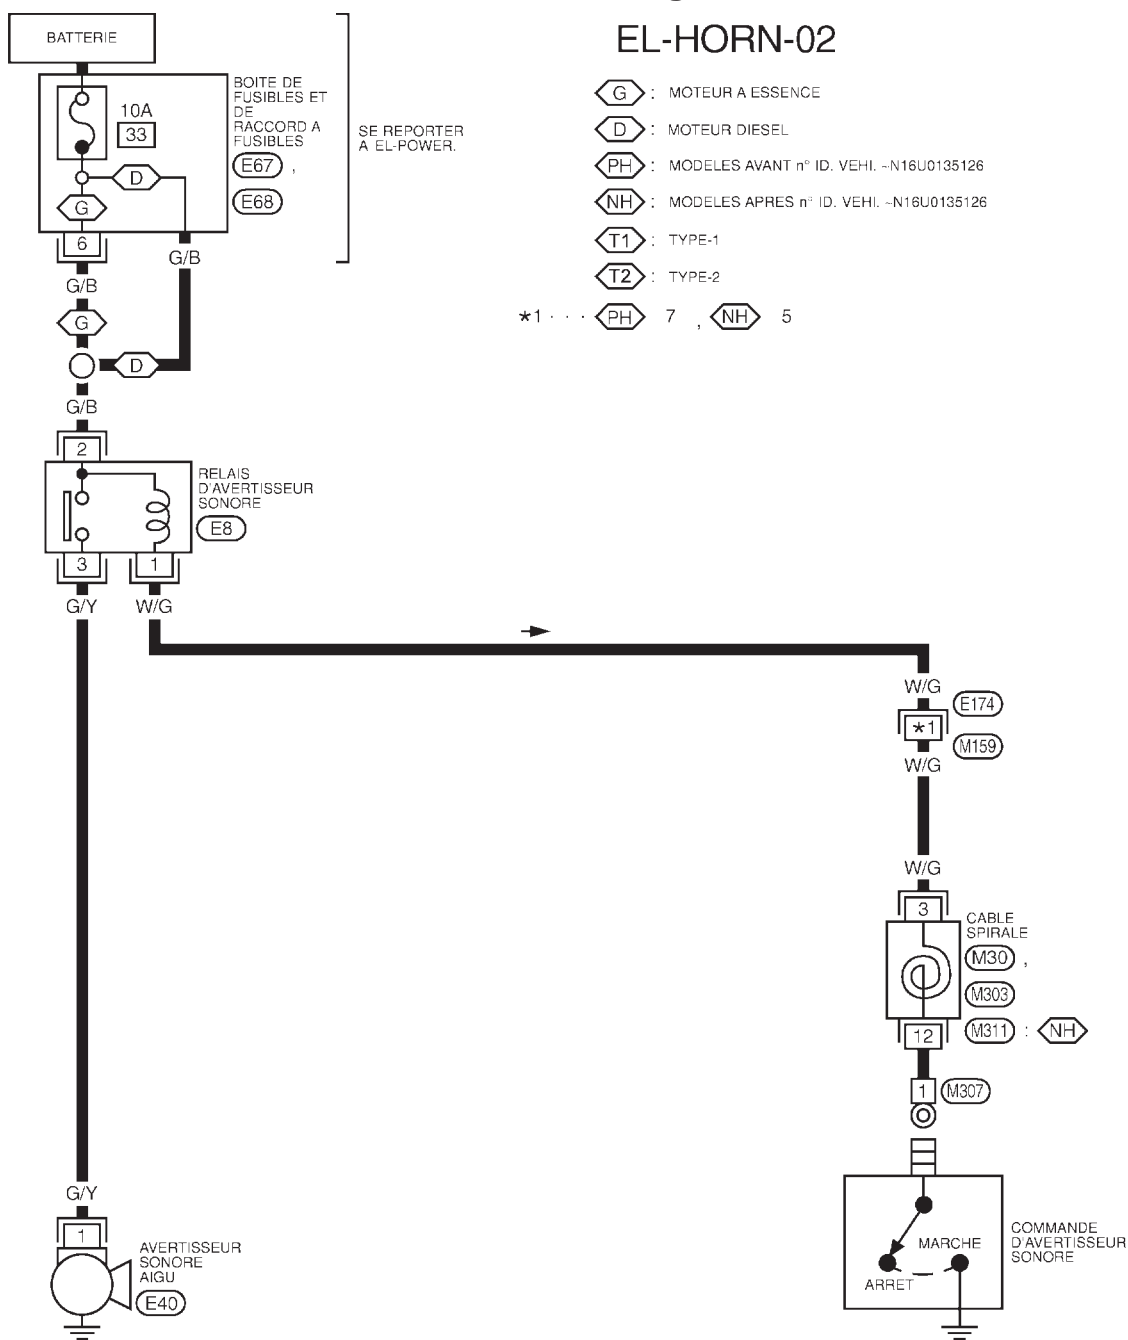 EL-HORN-02
BATTERIE
10A
33
BOITE DE
FUSIBLES ET
DE
RACCORD A
FUSIBLES
E67 ,
E68
SE REPORTER
A EL-POWER.
G : MOTEUR A ESSENCE
D : MOTEUR DIESEL
PH : MODELES AVANT n° ID. VEHI. ~N16U0135126
NH : MODELES APRES n° ID. VEHI. ~N16U0135126
T1 : TYPE-1
T2 : TYPE-2
*1 · · · PH 7 , NH 5
D
G
6
G/B
G/B
G
D
G/B
2
RELAIS
D'AVERTISSEUR
SONORE
E8
3
1
G/Y
W/G
W/G
E174
*1
M159
W/G
W/G
3
CABLE
SPIRALE
M30 ,
M303
M311 : NH
12
1
M307
G/Y
1
AVERTISSEUR
SONORE
AIGU
E40
COMMANDE
D'AVERTISSEUR
SONORE
MARCHE
ARRET